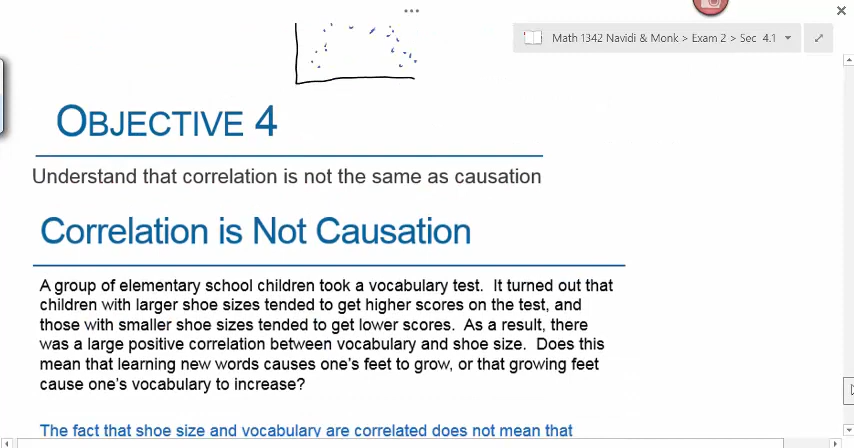 Math 1342 Navidi & Monk > Exam 2 > Sec 4.1
OBJECTIVE 4
Understand that correlation is not the same as causation
Correlation is Not Causation
A group of elementary school children took a vocabulary test. It turned out that
children with larger shoe sizes tended to get higher scores on the test, and
those with smaller shoe sizes tended to get lower scores. As a result, there
was a large positive correlation between vocabulary and shoe size. Does this
mean that learning new words causes one's feet to grow, or that growing feet
cause one's vocabulary to increase?
The fact that shoe size and vocabulary are correlated does not mean that